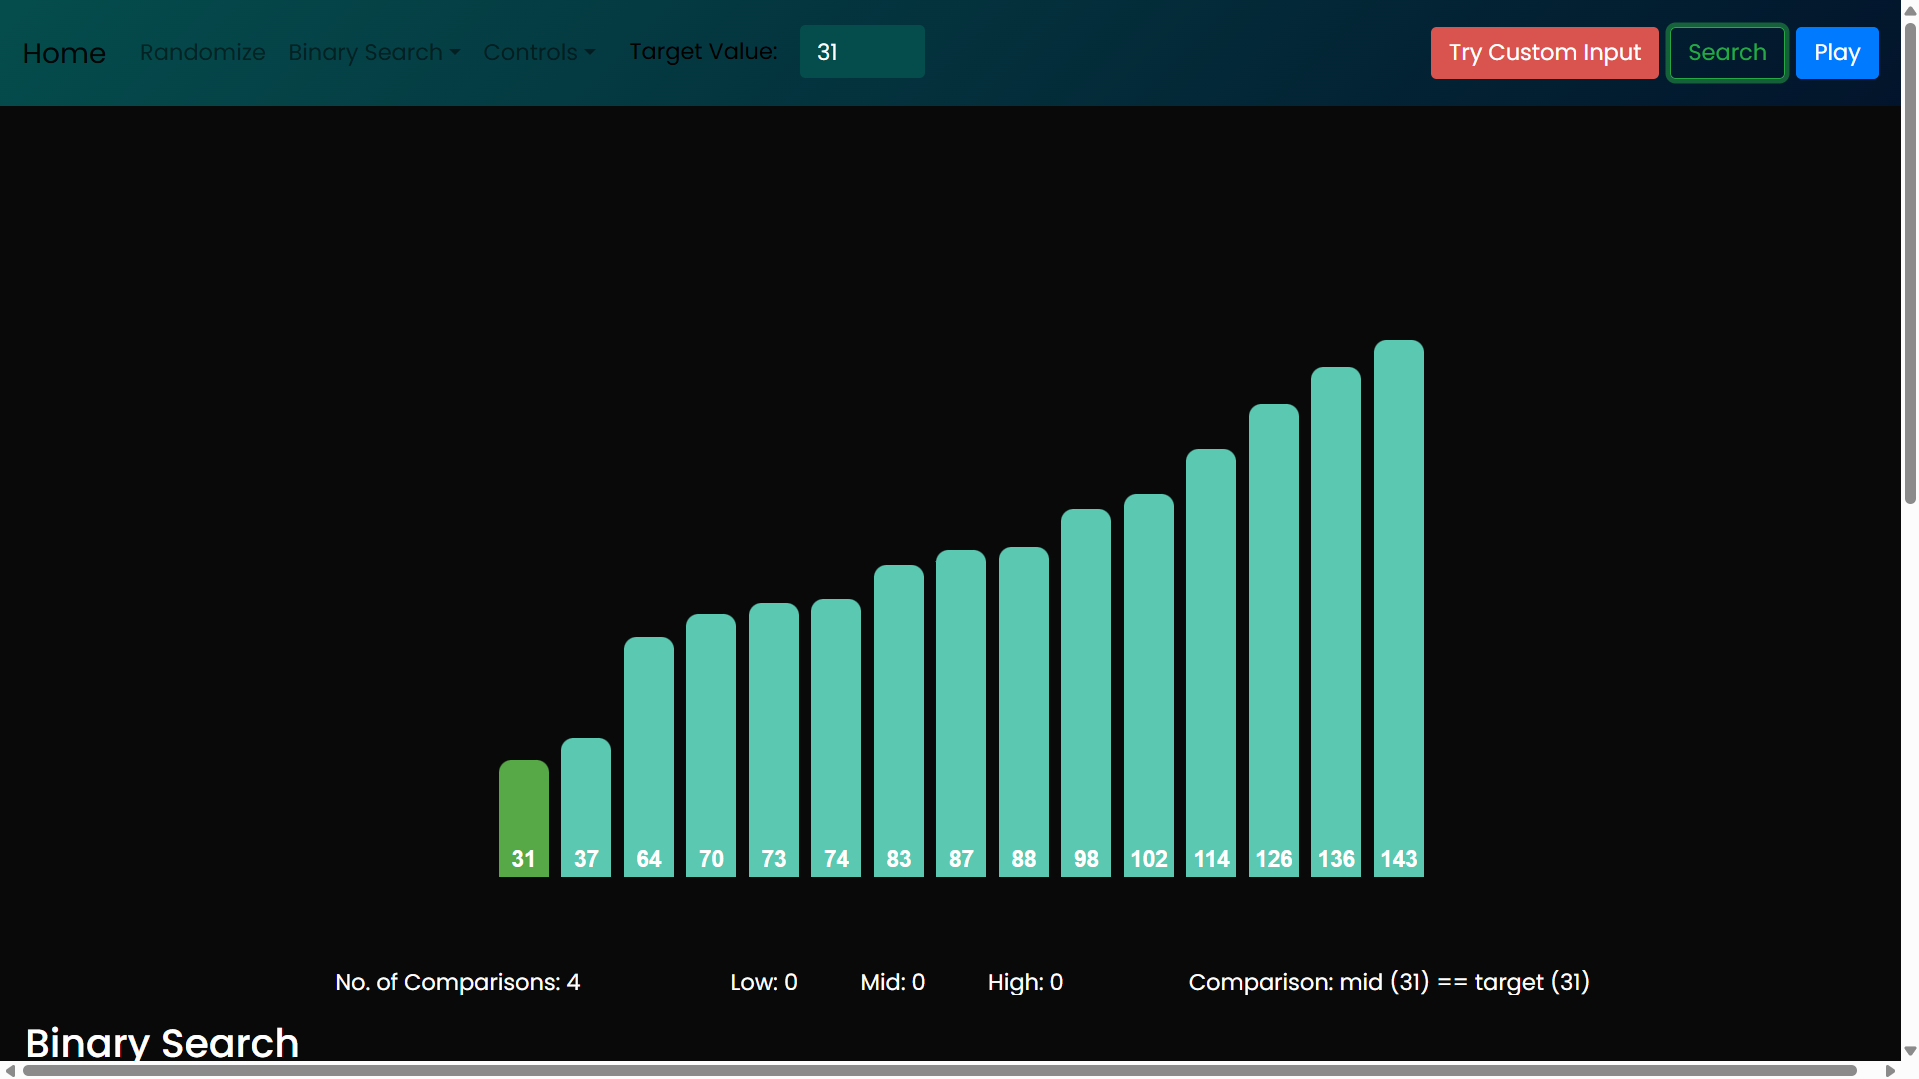 Home Randomize Binary Search Controls Target Value: 31 Try Custom Input Search Play
31 37 64 70 73 74 83 87 88 98 102 114 126 136 143
No. of Comparisons: 4 Low: 0 Mid: 0 High: 0 Comparison: mid (31) == target (31)
Binary Search